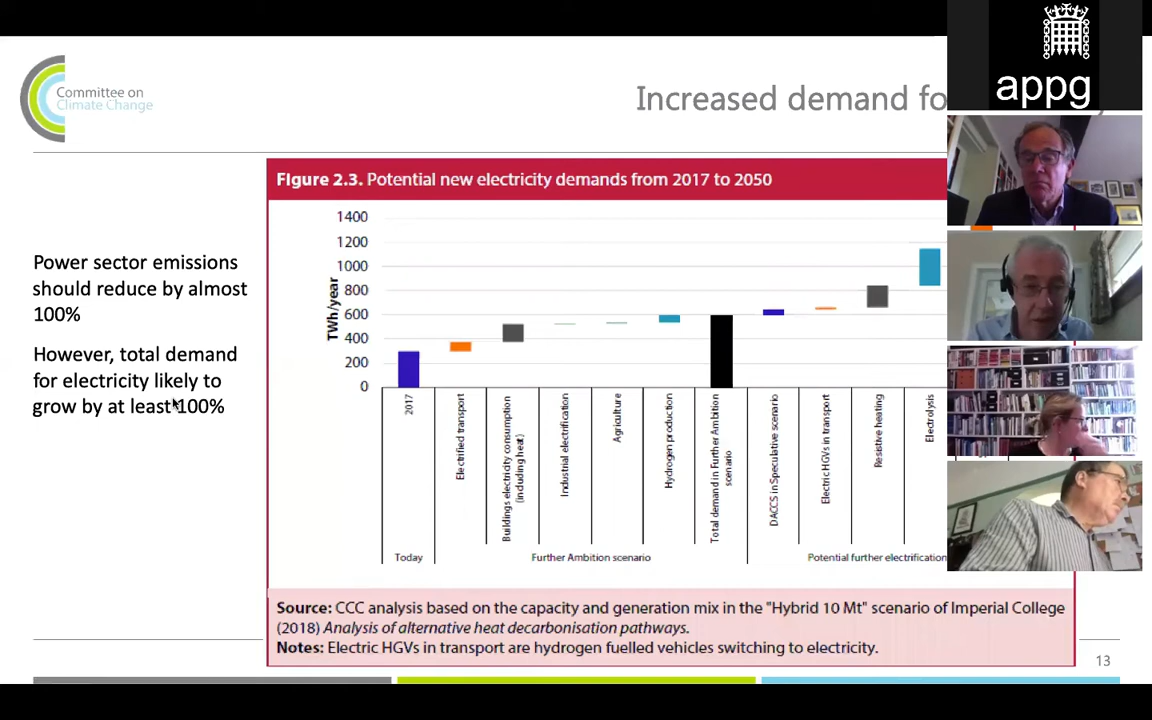 Committee on
Climate Change
Increased demand fo
appg
Figure 2.3. Potential new electricity demands from 2017 to 2050
Power sector emissions
should reduce by almost
100%
However, total demand
for electricity likely to
grow by at least 100%
TWh/year
1400
1200
1000
800
600
400
200
0
2017
Electrified transport
Buildings electricity consumption
(including heat)
Industrial electrification
Agriculture
Hydrogen production
Total demand in Further Ambition
scenario
DACCS in Speculative scenario
Electric HGVs in transport
Resistive heating
Electrolysis
Today
Further Ambition scenario
Potential further electrification
Source: CCC analysis based on the capacity and generation mix in the "Hybrid 10 Mt" scenario of Imperial College
(2018) Analysis of alternative heat decarbonisation pathways.
Notes: Electric HGVs in transport are hydrogen fuelled vehicles switching to electricity.
13